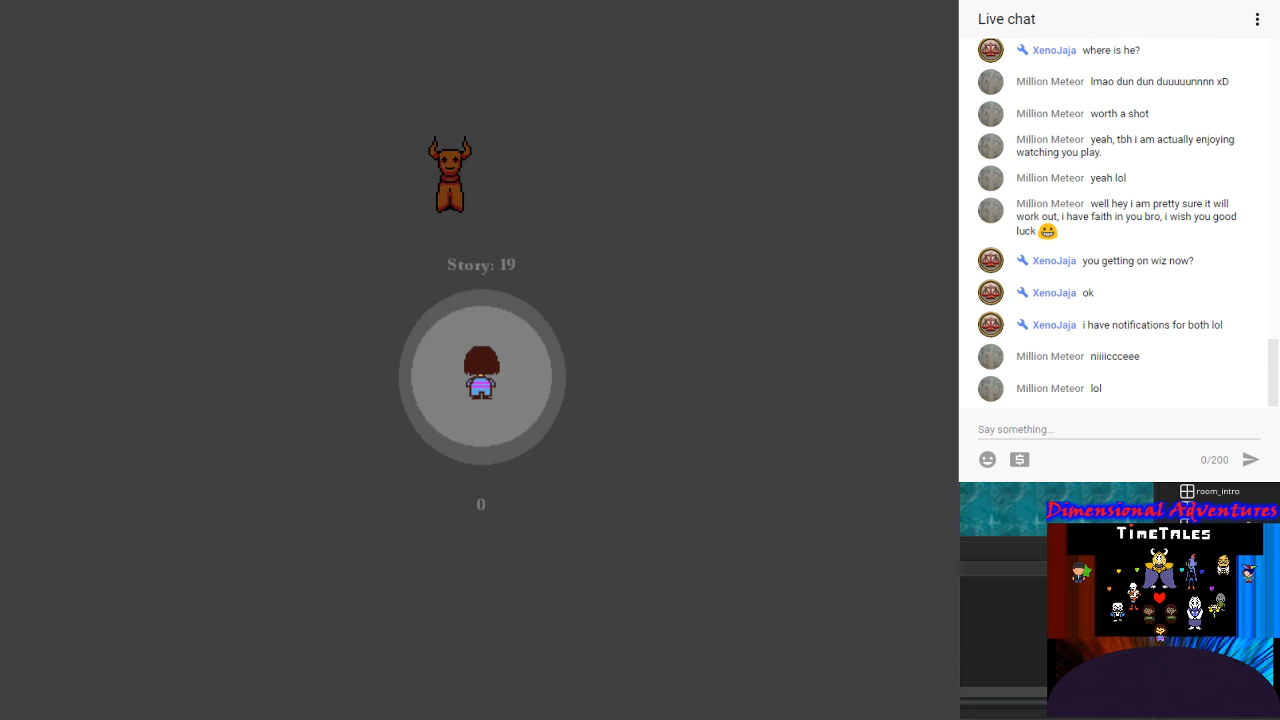 Story: 19
0
Live chat
XenoJaja where is he?
Million Meteor lmao dun dun duuuuunnnn xD
Million Meteor worth a shot
Million Meteor yeah, tbh i am actually enjoying
watching you play.
Million Meteor yeah lol
Million Meteor well hey i am pretty sure it will
work out, i have faith in you bro, i wish you good
luck
XenoJaja you getting on wiz now?
XenoJaja ok
XenoJaja i have notifications for both lol
Million Meteor niiiccceee
Million Meteor lol
Say something...
0/200
room_intro
Dimensional Adventures
TIMETALES